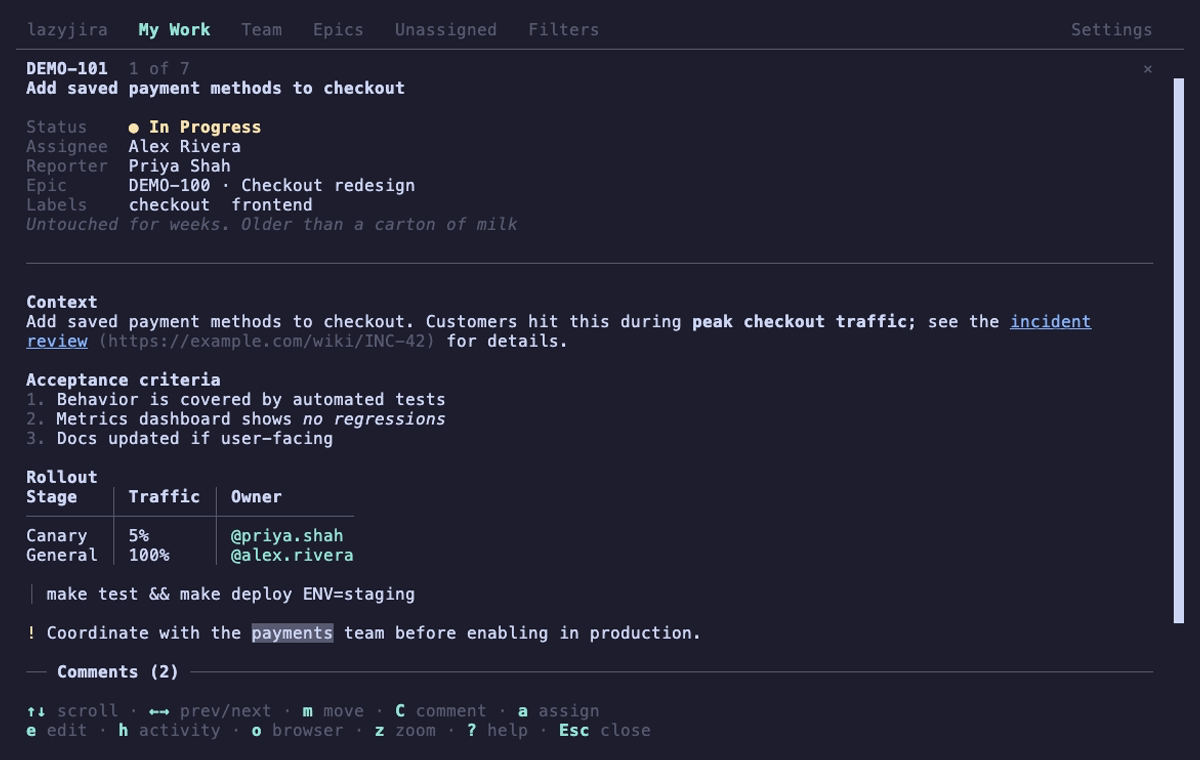 lazyjira My Work Team Epics Unassigned Filters Settings
DEMO-101 1 of 7 ×
Add saved payment methods to checkout
Status ● In Progress
Assignee Alex Rivera
Reporter Priya Shah
Epic DEMO-100 · Checkout redesign
Labels checkout frontend
Untouched for weeks. Older than a carton of milk
Context
Add saved payment methods to checkout. Customers hit this during peak checkout traffic; see the incident
review (https://example.com/wiki/INC-42) for details.
Acceptance criteria
1. Behavior is covered by automated tests
2. Metrics dashboard shows no regressions
3. Docs updated if user-facing
Rollout
Stage Traffic Owner
Canary 5% @priya.shah
General 100% @alex.rivera
make test && make deploy ENV=staging
! Coordinate with the payments team before enabling in production.
Comments (2)
↑↓ scroll · ←→ prev/next · m move · C comment · a assign
e edit · h activity · o browser · z zoom · ? help · Esc close